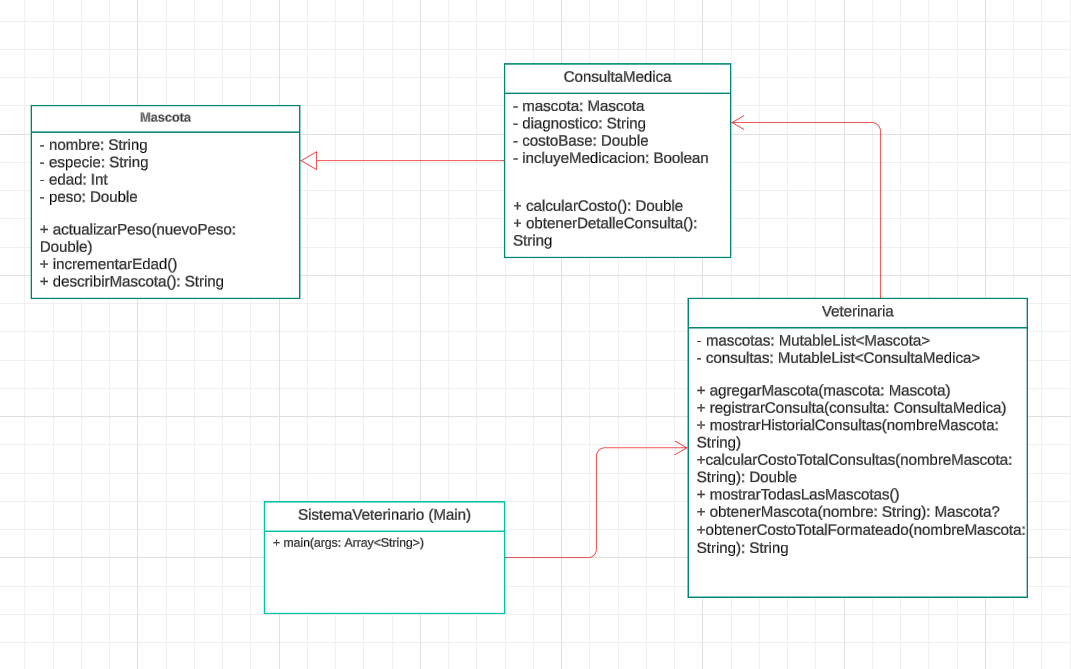 Mascota
- nombre: String
- especie: String
- edad: Int
- peso: Double
+ actualizarPeso(nuevoPeso:
Double)
+ incrementarEdad()
+ describirMascota(): String
ConsultaMedica
- mascota: Mascota
- diagnostico: String
- costoBase: Double
- incluyeMedicacion: Boolean
+ calcularCosto(): Double
+ obtenerDetalleConsulta():
String
Veterinaria
- mascotas: MutableList<Mascota>
- consultas: MutableList<ConsultaMedica>
+ agregarMascota(mascota: Mascota)
+ registrarConsulta(consulta: ConsultaMedica)
+ mostrarHistorialConsultas(nombreMascota:
String)
+calcularCostoTotalConsultas(nombreMascota:
String): Double
+ mostrarTodasLasMascotas()
+ obtenerMascota(nombre: String): Mascota?
+obtenerCostoTotalFormateado(nombreMascota:
String): String
SistemaVeterinario (Main)
+ main(args: Array<String>)